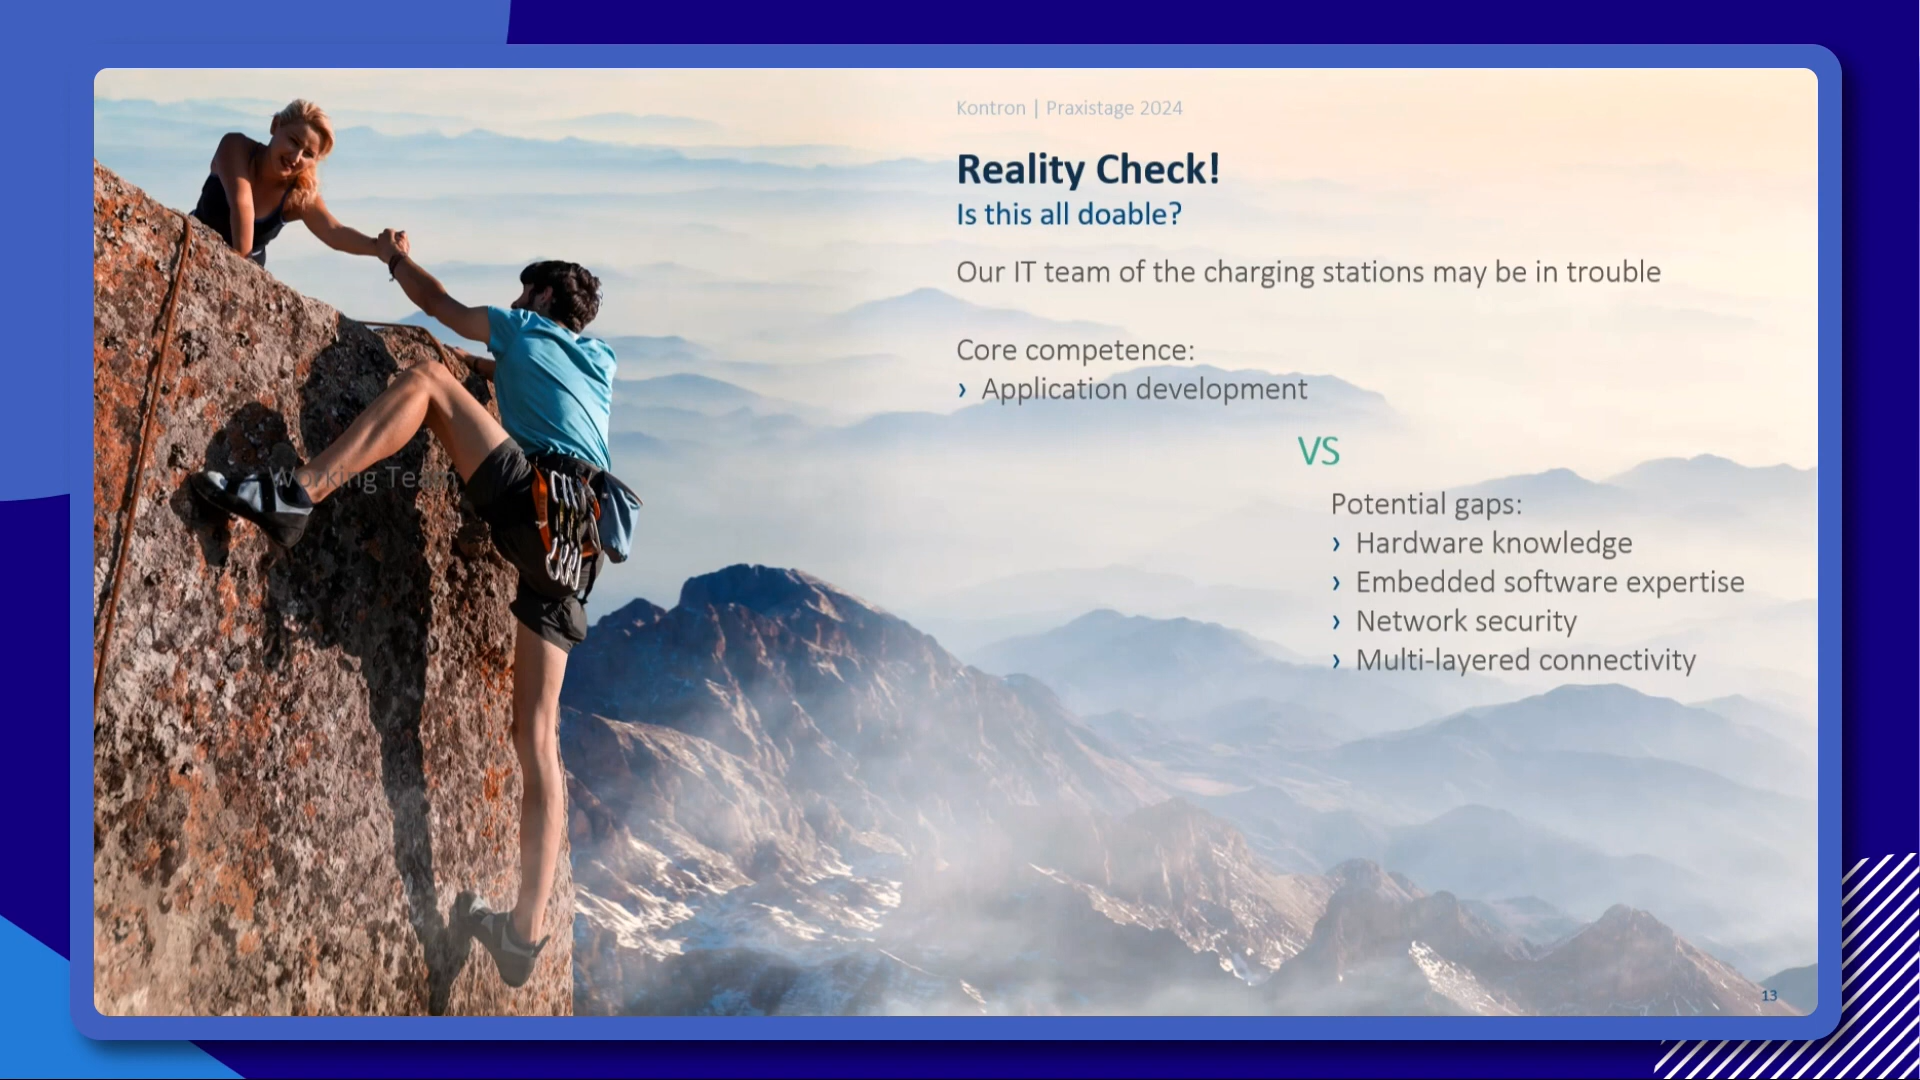 Kontron | Praxistage 2024
Reality Check!
Is this all doable?
Our IT team of the charging stations may be in trouble
Core competence:
› Application development
VS
Working Team
Potential gaps:
› Hardware knowledge
› Embedded software expertise
› Network security
› Multi-layered connectivity
13